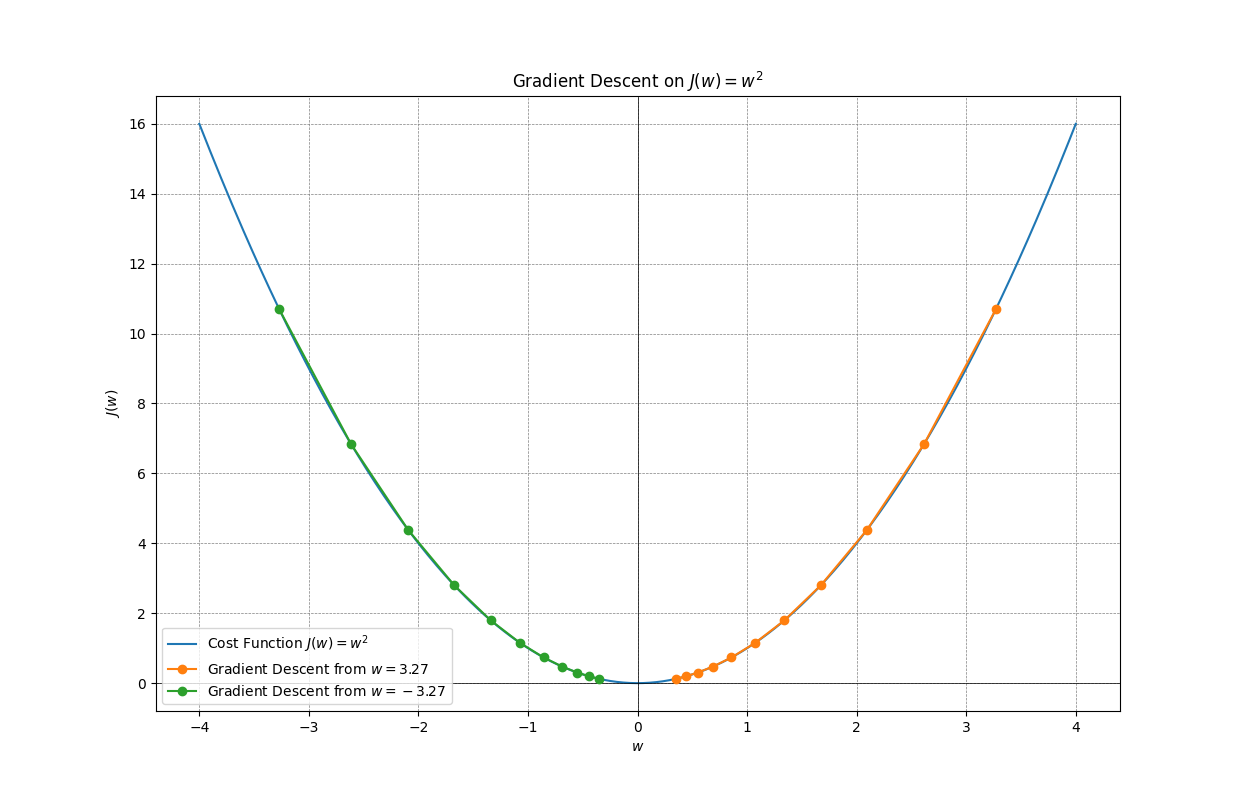 Gradient Descent on J(w) = w²
16
14
12
10
8
6
4
2
0
J(w)
Cost Function J(w) = w²
Gradient Descent from w = 3.27
Gradient Descent from w = −3.27
−4 −3 −2 −1 0 1 2 3 4
w